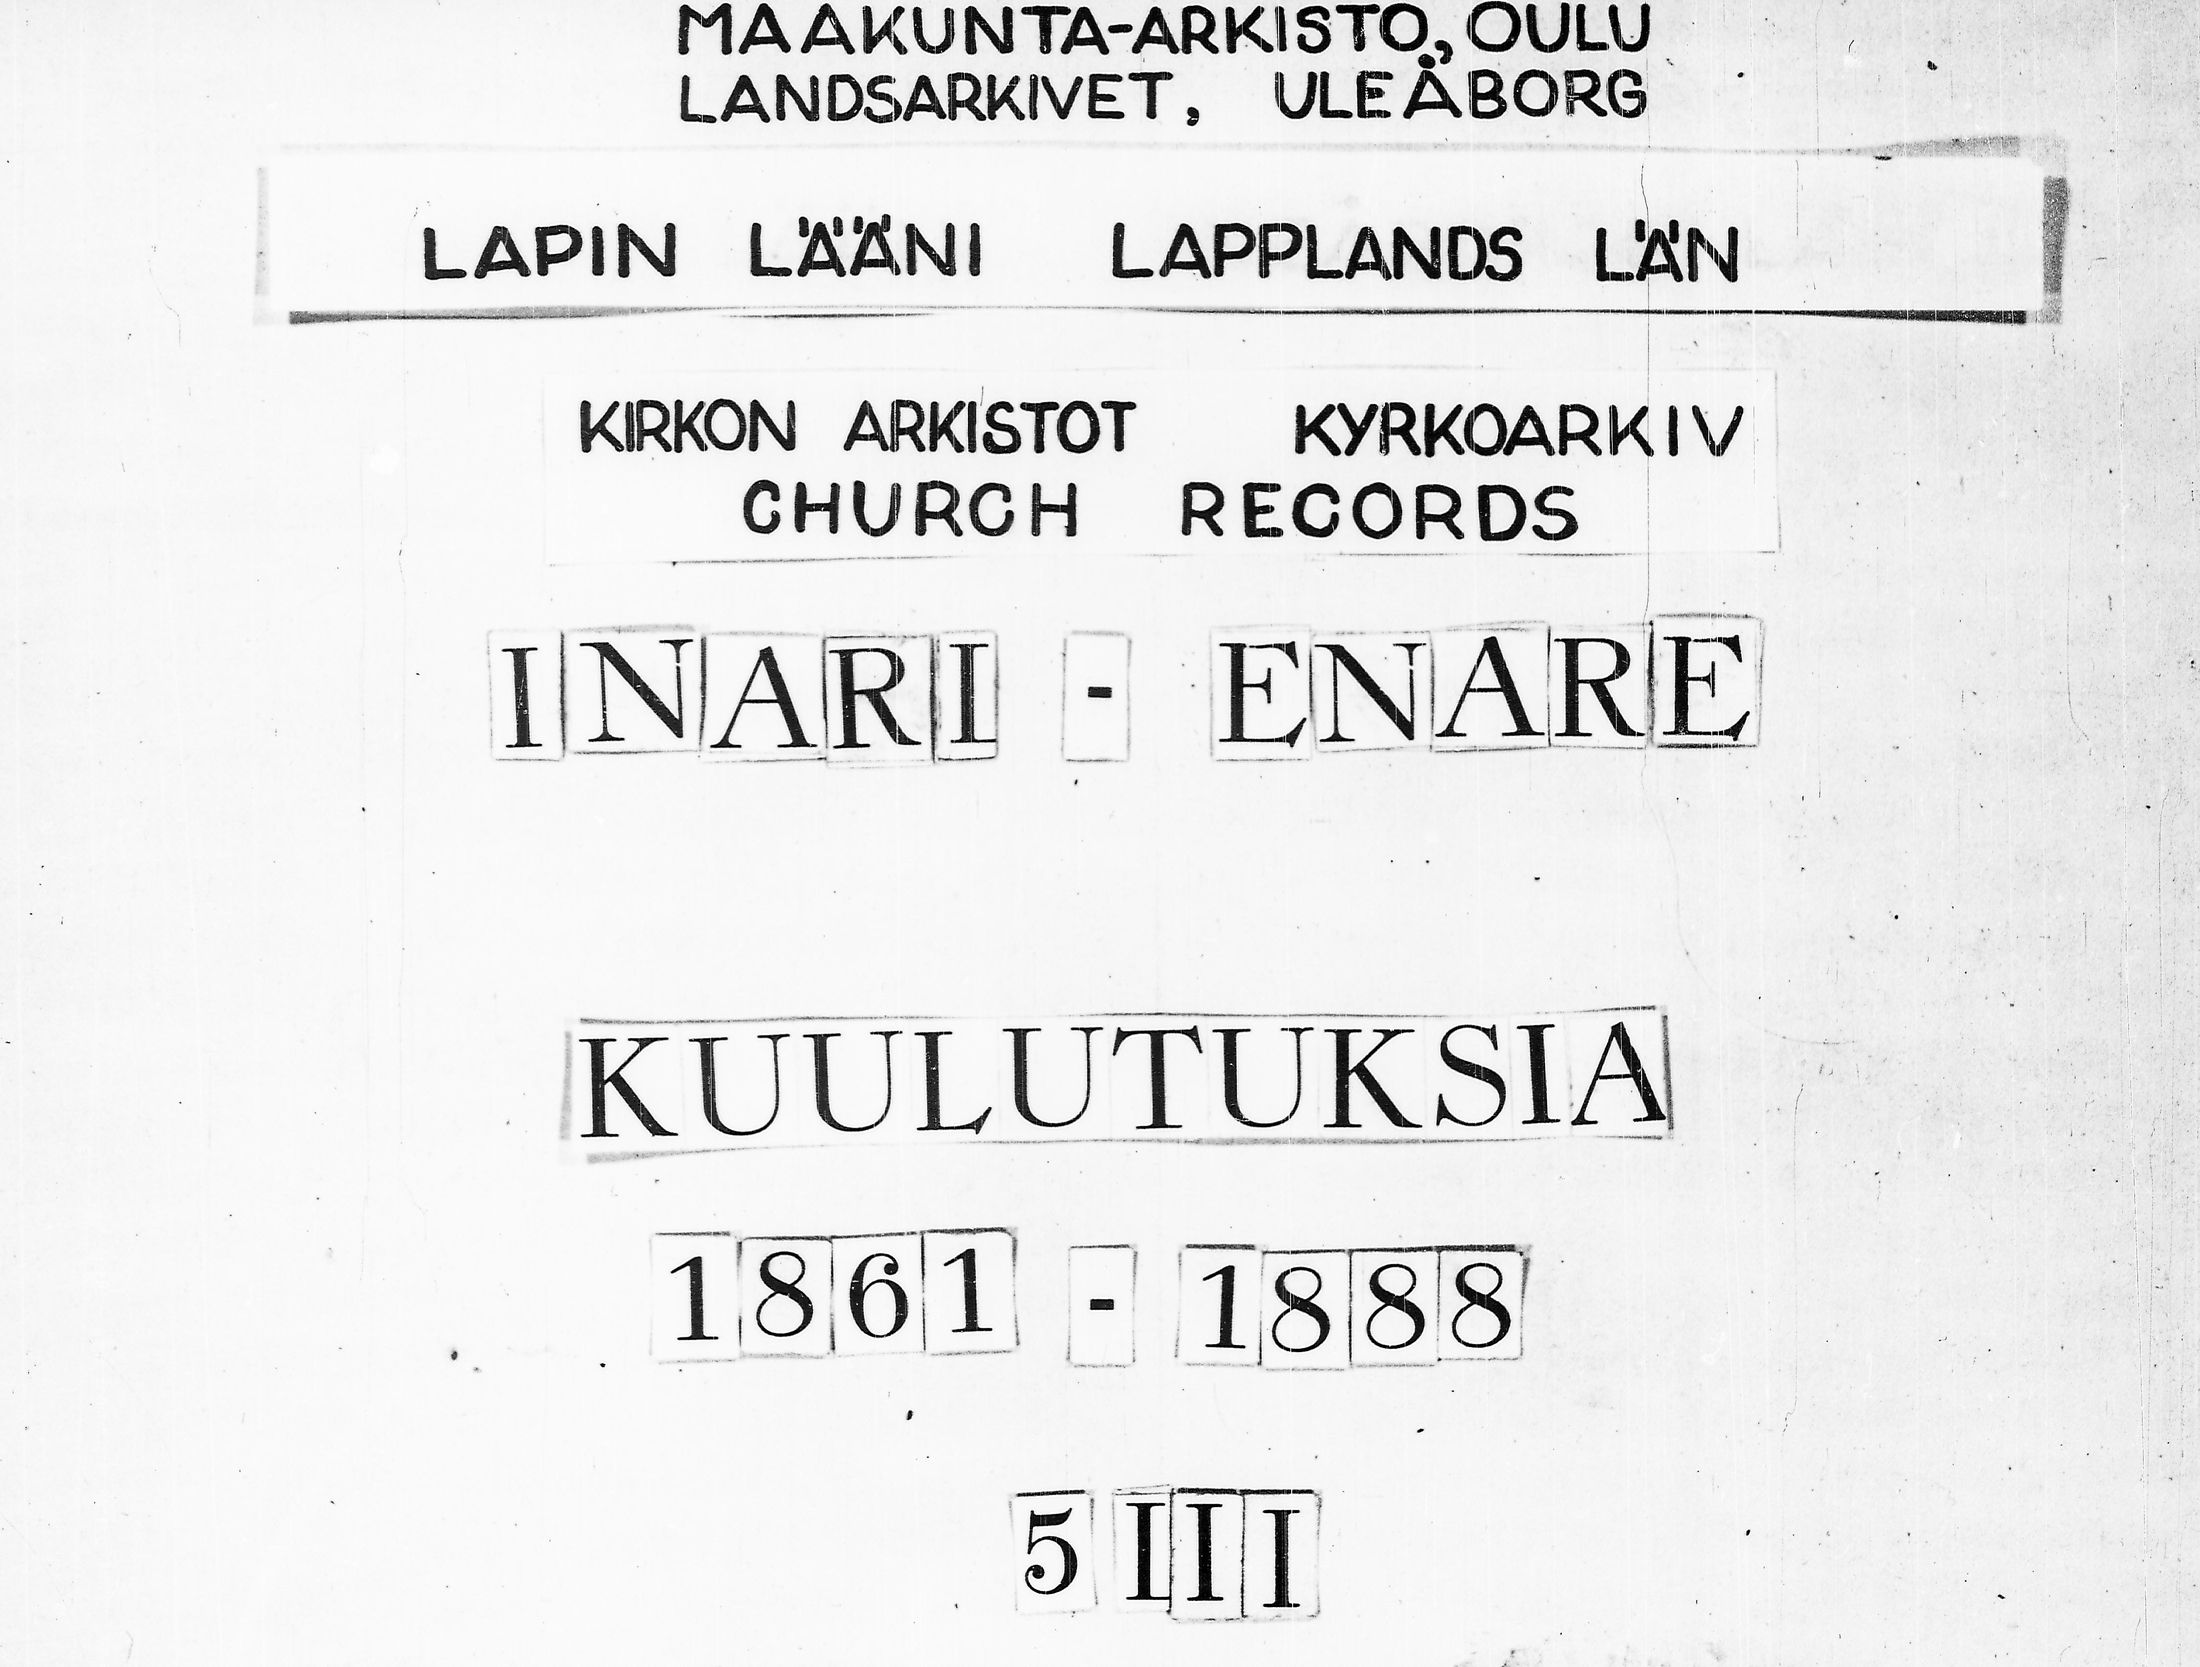 MAAKUNTA-ARKISTO, OULU
LANDSARKIVET, ULEÅBORG
LAPIN LÄÄNI LAPPLANDS LÄN
KIRKON ARKISTOT KYRKOARKIV
CHURCH RECORDS
INARI - ENARE
KUULUTUKSIA
1861 - 1888
5 III